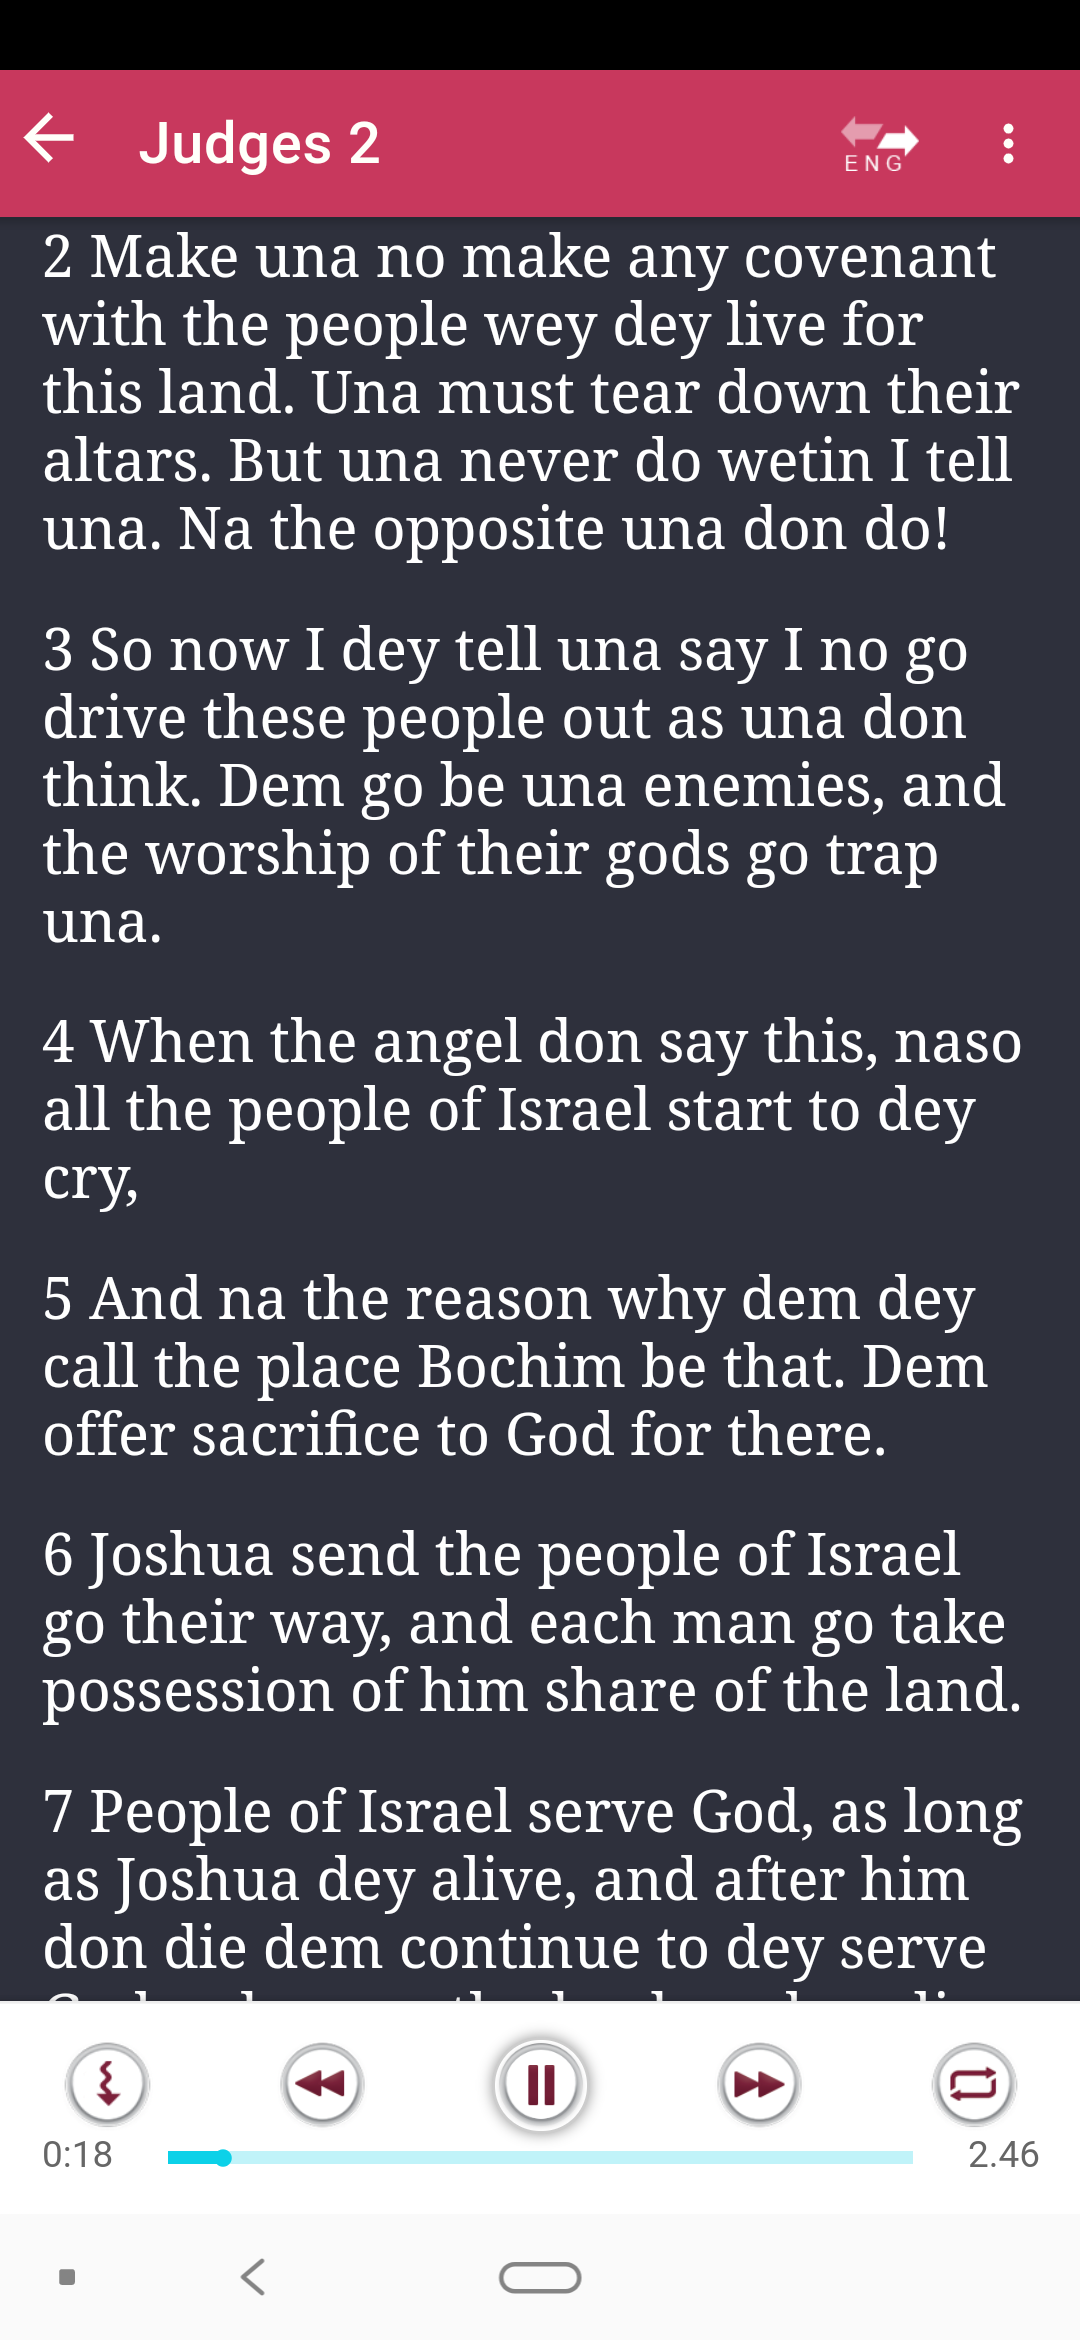 Judges 2
ENG
2 Make una no make any covenant
with the people wey dey live for
this land. Una must tear down their
altars. But una never do wetin I tell
una. Na the opposite una don do!
3 So now I dey tell una say I no go
drive these people out as una don
think. Dem go be una enemies, and
the worship of their gods go trap
una.
4 When the angel don say this, naso
all the people of Israel start to dey
cry,
5 And na the reason why dem dey
call the place Bochim be that. Dem
offer sacrifice to God for there.
6 Joshua send the people of Israel
go their way, and each man go take
possession of him share of the land.
7 People of Israel serve God, as long
as Joshua dey alive, and after him
don die dem continue to dey serve
0:18
2.46